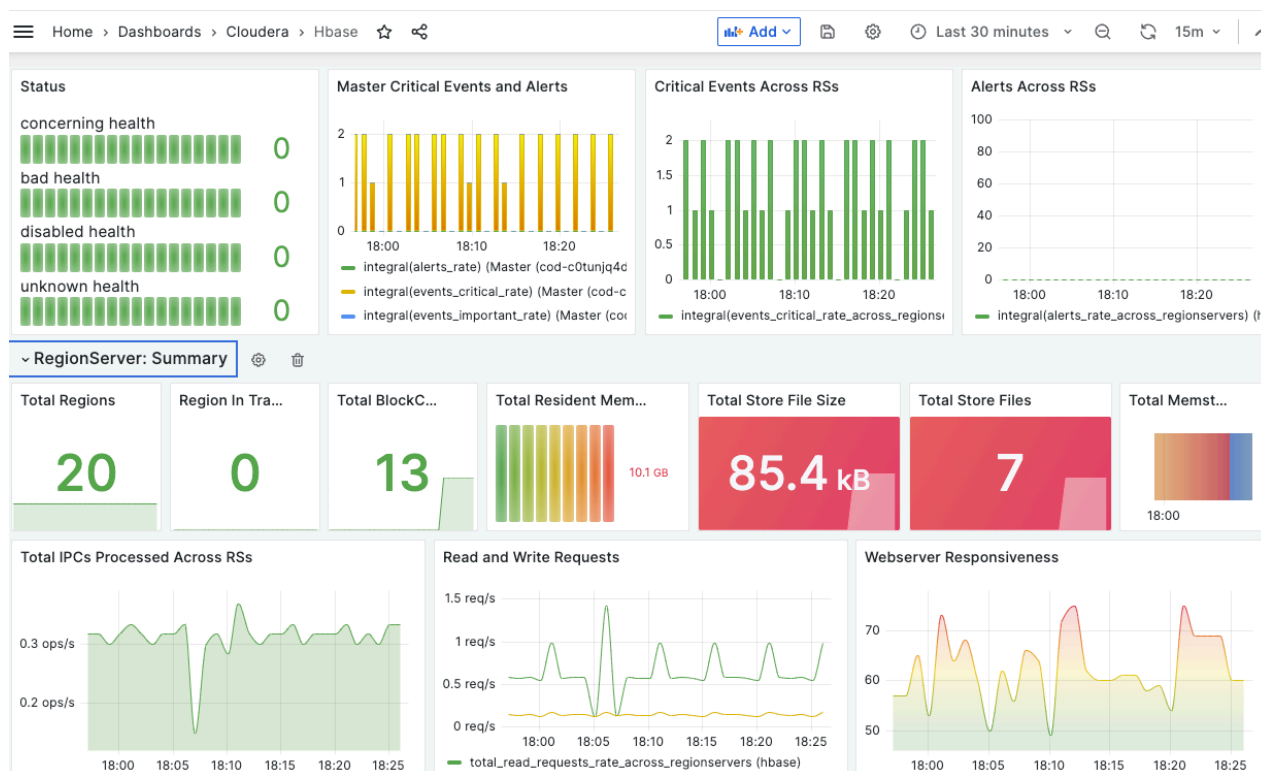 Home > Dashboards > Cloudera > Hbase
Add
Last 30 minutes
15m
Status
concerning health
0
bad health
0
disabled health
0
unknown health
0
Master Critical Events and Alerts
2
1
0
18:00 18:10 18:20
integral(alerts_rate) (Master (cod-c0tunjq4d
integral(events_critical_rate) (Master (cod-c
integral(events_important_rate) (Master (co
Critical Events Across RSs
2
1.5
1
0.5
0
18:00 18:10 18:20
integral(events_critical_rate_across_regions
Alerts Across RSs
100
80
60
40
20
0
18:00 18:10 18:20
integral(alerts_rate_across_regionservers) (h
RegionServer: Summary
Total Regions
20
Region In Tra...
0
Total BlockC...
13
Total Resident Mem...
10.1 GB
Total Store File Size
85.4 kB
Total Store Files
7
Total Memst...
18:00
Total IPCs Processed Across RSs
0.3 ops/s
0.2 ops/s
18:00 18:05 18:10 18:15 18:20 18:25
Read and Write Requests
1.5 req/s
1 req/s
0.5 req/s
0 req/s
18:00 18:05 18:10 18:15 18:20 18:25
total_read_requests_rate_across_regionservers (hbase)
Webserver Responsiveness
70
60
50
18:00 18:05 18:10 18:15 18:20 18:25